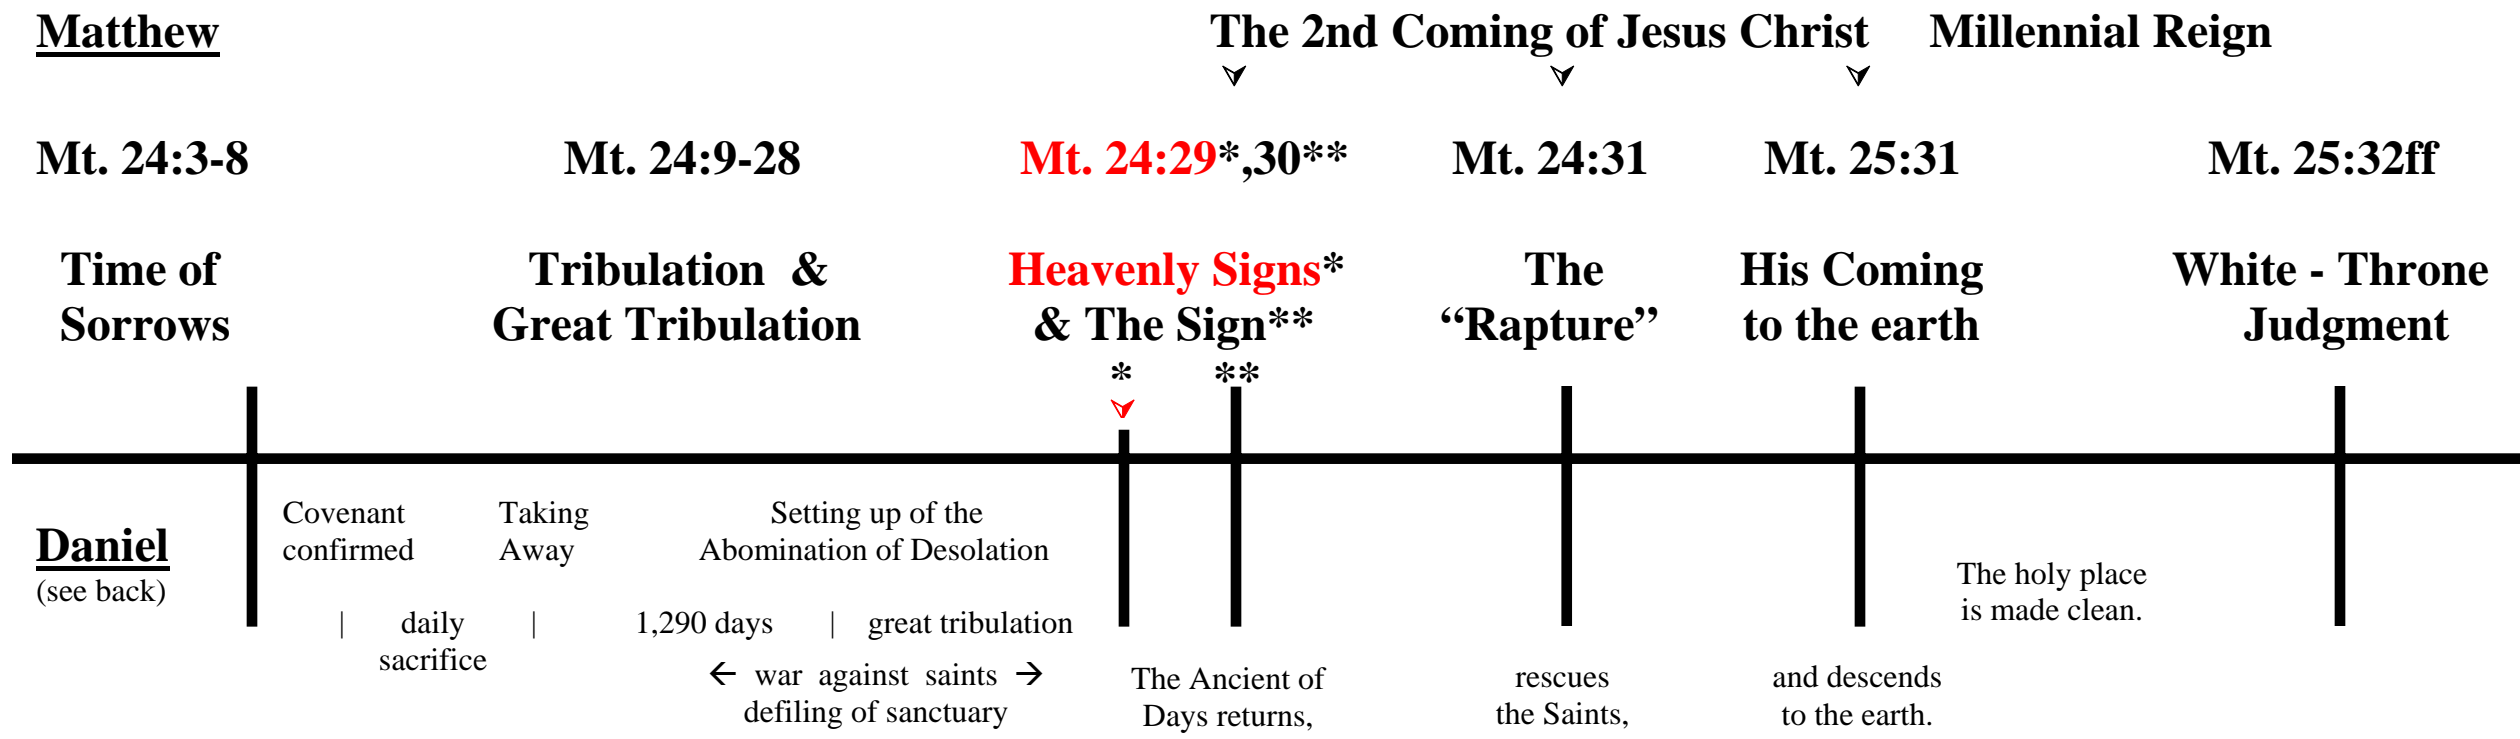 Matthew The 2nd Coming of Jesus Christ Millennial Reign
Mt. 24:3-8 Mt. 24:9-28 Mt. 24:29*,30** Mt. 24:31 Mt. 25:31 Mt. 25:32ff
Time of Tribulation & Heavenly Signs* The His Coming White - Throne
Sorrows Great Tribulation & The Sign** “Rapture” to the earth Judgment
* **
Covenant Taking Setting up of the
Daniel confirmed Away Abomination of Desolation
(see back) The holy place
is made clean.
| daily | 1,290 days | great tribulation
sacrifice
← war against saints → The Ancient of rescues and descends
defiling of sanctuary Days returns, the Saints, to the earth.